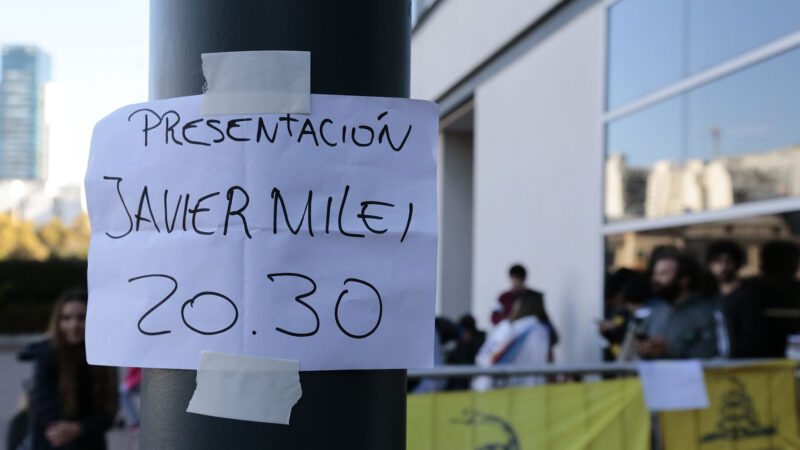 PRESENTACIÓN
JAVIER MILEI
20.30